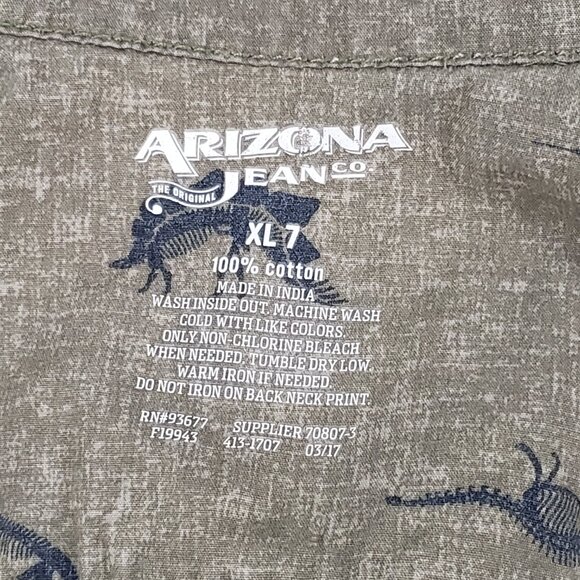 ARIZONA
JEAN CO
THE ORIGINAL
XL 7
100% cotton
MADE IN INDIA
WASH INSIDE OUT. MACHINE WASH
COLD WITH LIKE COLORS.
ONLY NON-CHLORINE BLEACH
WHEN NEEDED. TUMBLE DRY LOW.
WARM IRON IF NEEDED.
DO NOT IRON ON BACK NECK PRINT.
RN#93677 SUPPLIER 70807-3
F19943 413-1707 03/17